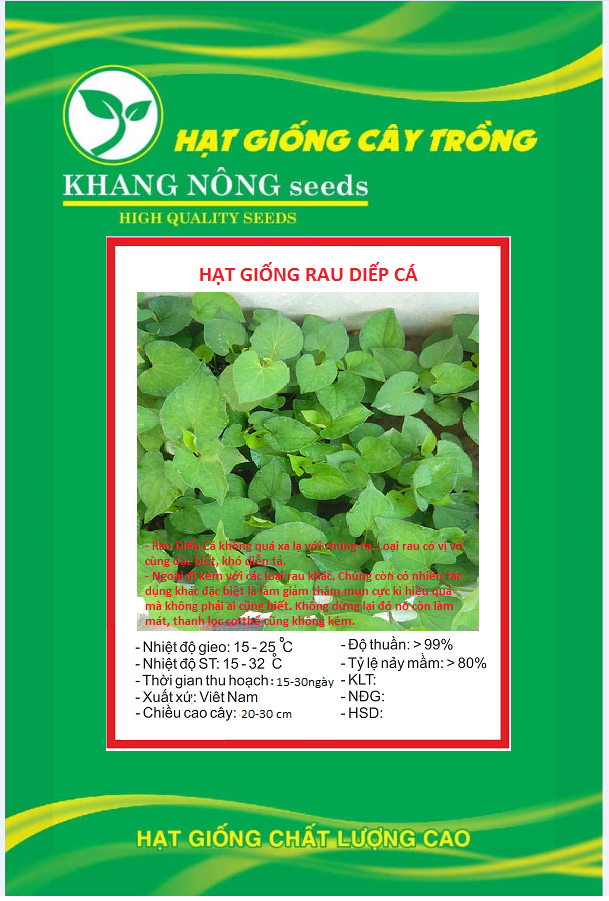 HẠT GIỐNG CÂY TRỒNG
KHANG NÔNG seeds
HIGH QUALITY SEEDS
HẠT GIỐNG RAU DIẾP CÁ
- Rau Diếp Cá không quá xa lạ với chúng ta. Loại rau có vị vô
cùng đặc biệt, khó diễn tả.
- Ngoài đi kèm với các loại rau khác. Chúng còn có nhiều tác
dụng khác đặc biệt là làm giảm thâm mụn cực kì hiệu quả
mà không phải ai cũng biết. Không dừng lại đó nó còn làm
mát, thanh lọc cơ thể cũng không kém.
- Nhiệt độ gieo: 15 - 25 °C
- Nhiệt độ ST: 15 - 32 °C
- Thời gian thu hoạch: 15-30ngày
- Xuất xứ: Viêt Nam
- Chiều cao cây: 20-30 cm
- Độ thuần: > 99%
- Tỷ lệ nảy mầm: > 80%
- KLT:
- NĐG:
- HSD:
HẠT GIỐNG CHẤT LƯỢNG CAO